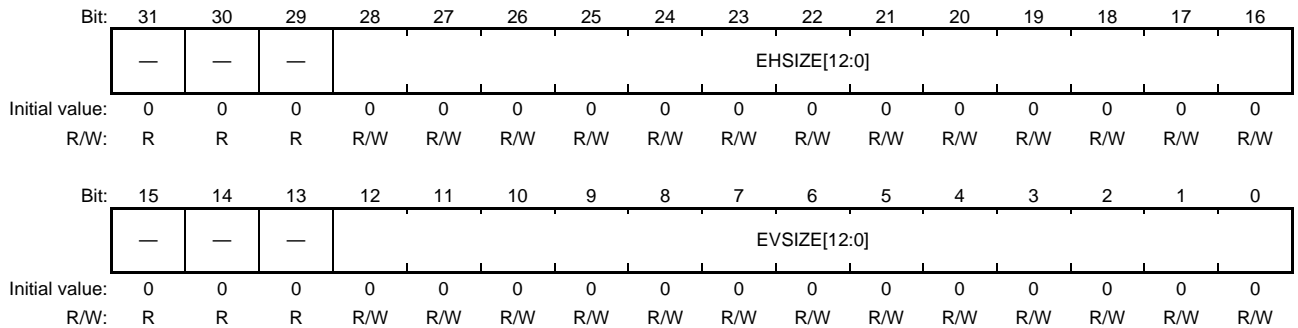 Bit: 31 30 29 28 27 26 25 24 23 22 21 20 19 18 17 16
— — — EHSIZE[12:0]
Initial value: 0 0 0 0 0 0 0 0 0 0 0 0 0 0 0 0
R/W: R R R R/W R/W R/W R/W R/W R/W R/W R/W R/W R/W R/W R/W R/W
Bit: 15 14 13 12 11 10 9 8 7 6 5 4 3 2 1 0
— — — EVSIZE[12:0]
Initial value: 0 0 0 0 0 0 0 0 0 0 0 0 0 0 0 0
R/W: R R R R/W R/W R/W R/W R/W R/W R/W R/W R/W R/W R/W R/W R/W